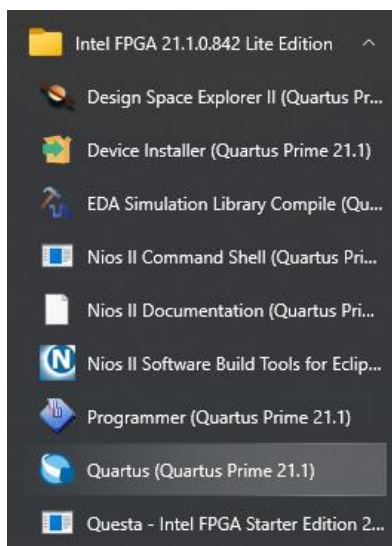 Intel FPGA 21.1.0.842 Lite Edition
Design Space Explorer II (Quartus Pr...
Device Installer (Quartus Prime 21.1)
EDA Simulation Library Compile (Qu...
Nios II Command Shell (Quartus Pri...
Nios II Documentation (Quartus Pri...
Nios II Software Build Tools for Eclip...
Programmer (Quartus Prime 21.1)
Quartus (Quartus Prime 21.1)
Questa - Intel FPGA Starter Edition 2...